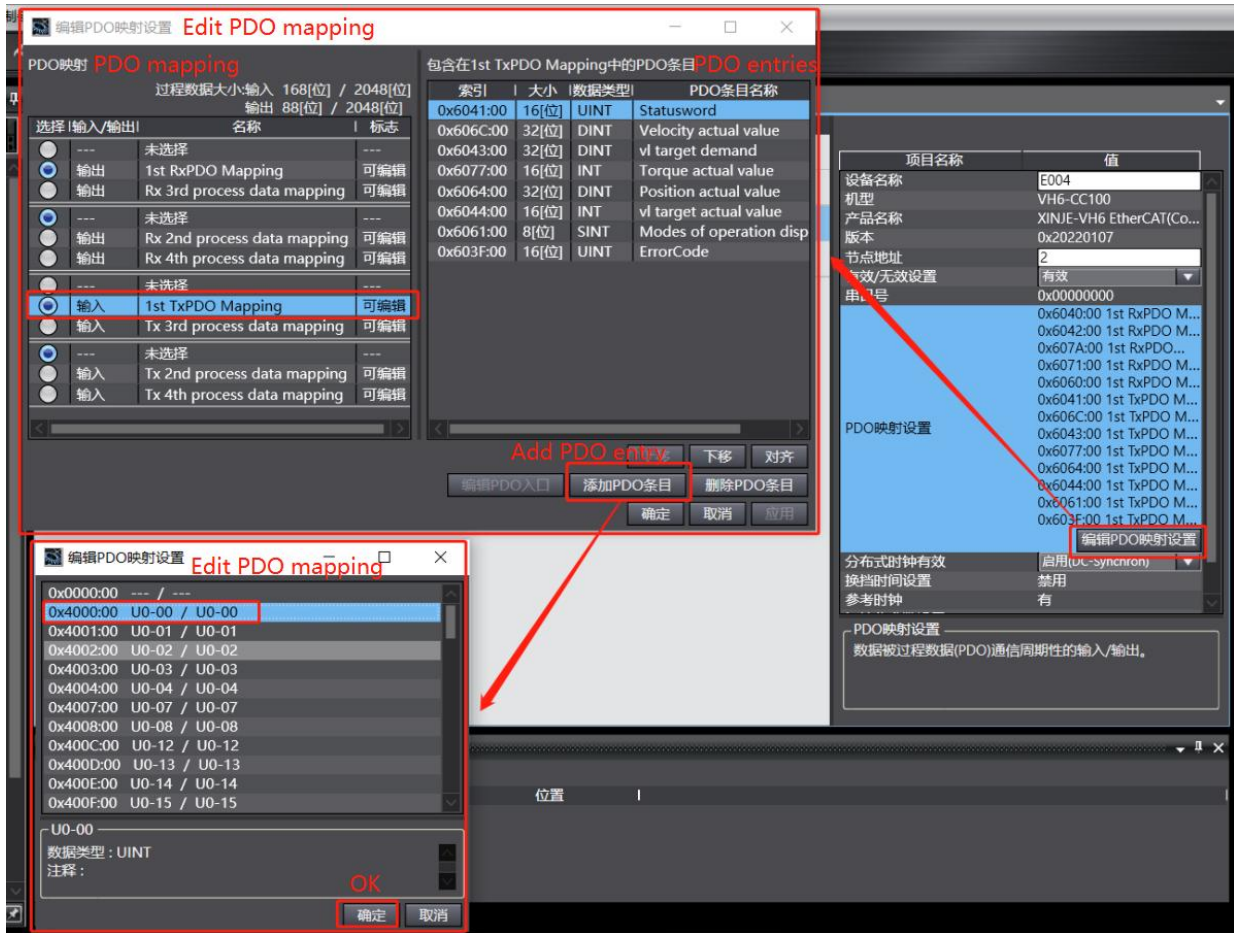 编辑PDO映射设置 Edit PDO mapping
PDO映射 PDO mapping
过程数据大小:输入 168[位] / 2048[位]
输出 88[位] / 2048[位]
选择 输入/输出 名称 标志
--- 未选择 ---
输出 1st RxPDO Mapping 可编辑
输出 Rx 3rd process data mapping 可编辑
--- 未选择 ---
输出 Rx 2nd process data mapping 可编辑
输出 Rx 4th process data mapping 可编辑
--- 未选择 ---
输入 1st TxPDO Mapping 可编辑
输入 Tx 3rd process data mapping 可编辑
--- 未选择 ---
输入 Tx 2nd process data mapping 可编辑
输入 Tx 4th process data mapping 可编辑
包含在1st TxPDO Mapping中的PDO条目 PDO entries
索引 大小 数据类型 PDO条目名称
0x6041:00 16[位] UINT Statusword
0x606C:00 32[位] DINT Velocity actual value
0x6043:00 32[位] DINT vl target demand
0x6077:00 16[位] INT Torque actual value
0x6064:00 32[位] DINT Position actual value
0x6044:00 16[位] INT vl target actual value
0x6061:00 8[位] SINT Modes of operation disp
0x603F:00 16[位] UINT ErrorCode
Add PDO entry
下移 对齐
编辑PDO入口 添加PDO条目 删除PDO条目
确定 取消 应用
项目名称 值
设备名称 E004
机型 VH6-CC100
产品名称 XINJE-VH6 EtherCAT(Co...
版本 0x20220107
节点地址 2
有效/无效设置 有效
串口号 0x00000000
PDO映射设置
0x6040:00 1st RxPDO M...
0x6042:00 1st RxPDO M...
0x607A:00 1st RxPDO...
0x6071:00 1st RxPDO M...
0x6060:00 1st RxPDO M...
0x6041:00 1st TxPDO M...
0x606C:00 1st TxPDO M...
0x6043:00 1st TxPDO M...
0x6077:00 1st TxPDO M...
0x6064:00 1st TxPDO M...
0x6044:00 1st TxPDO M...
0x6061:00 1st TxPDO M...
0x603F:00 1st TxPDO M...
编辑PDO映射设置
分布式时钟有效 启用(DC-Synchron)
换挡时间设置 禁用
参考时钟 有
PDO映射设置
数据被过程数据(PDO)通信周期性的输入/输出。
编辑PDO映射设置 Edit PDO mapping
0x0000:00 --- / ---
0x4000:00 U0-00 / U0-00
0x4001:00 U0-01 / U0-01
0x4002:00 U0-02 / U0-02
0x4003:00 U0-03 / U0-03
0x4004:00 U0-04 / U0-04
0x4007:00 U0-07 / U0-07
0x4008:00 U0-08 / U0-08
0x400C:00 U0-12 / U0-12
0x400D:00 U0-13 / U0-13
0x400E:00 U0-14 / U0-14
0x400F:00 U0-15 / U0-15
U0-00
数据类型 : UINT
注释 :
OK
确定 取消
位置